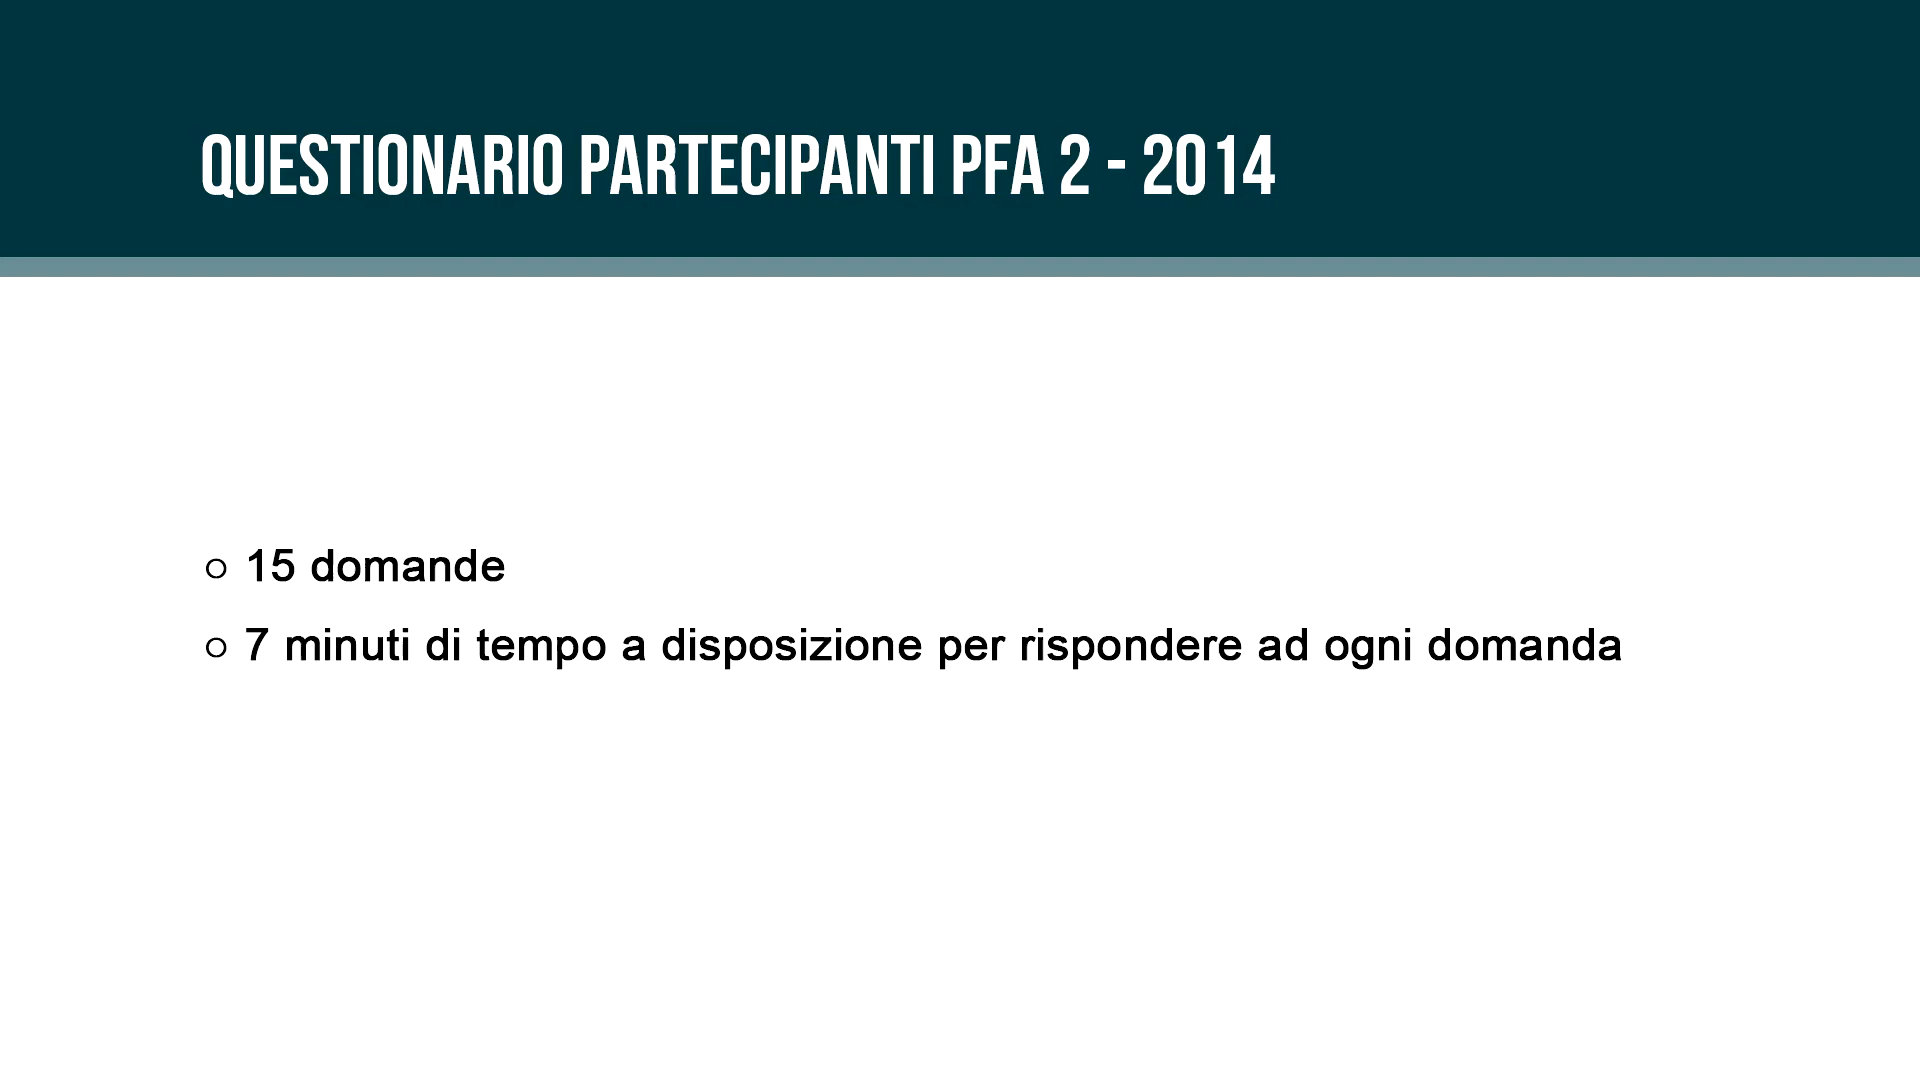 QUESTIONARIO PARTECIPANTI PFA 2 - 2014
○ 15 domande
○ 7 minuti di tempo a disposizione per rispondere ad ogni domanda